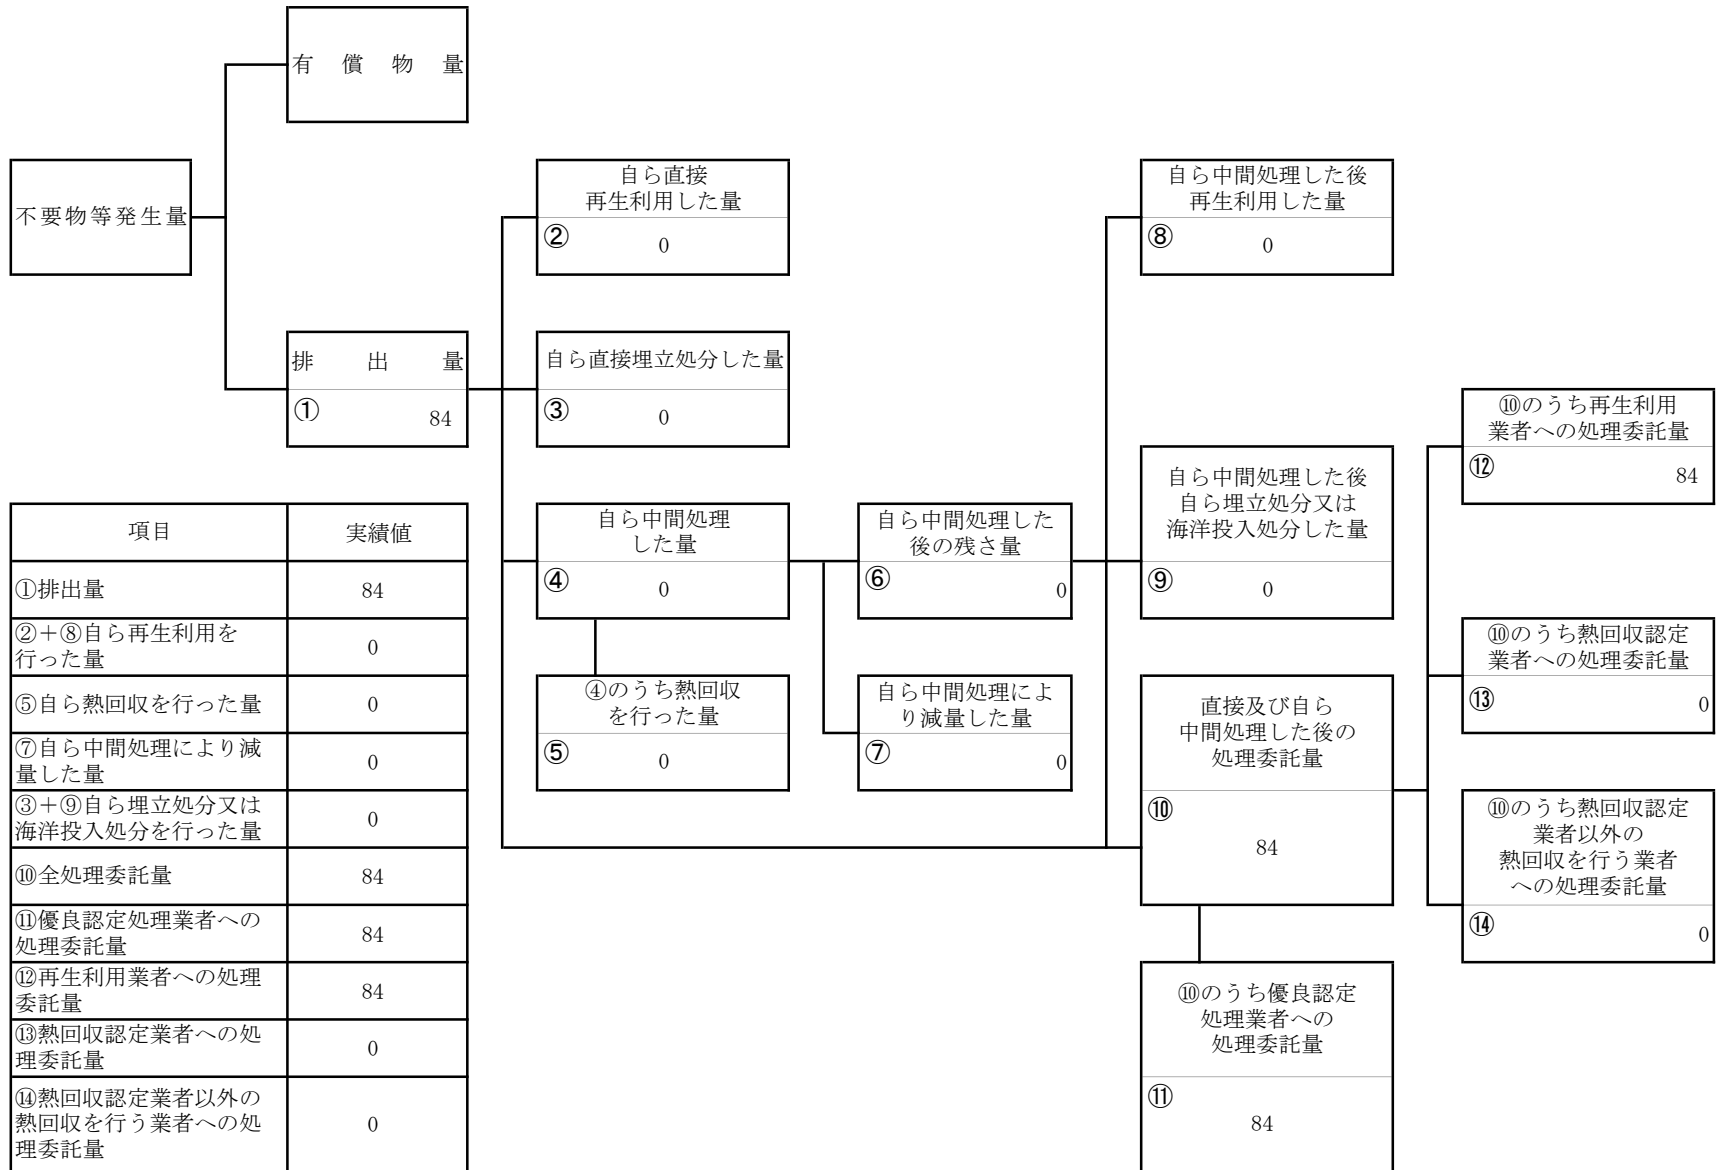 有償物量
不要物等発生量
排出量
①
84
自ら直接
再生利用した量
②
0
自ら直接埋立処分した量
③
0
自ら中間処理
した量
④
0
④のうち熱回収
を行った量
⑤
0
自ら中間処理した
後の残さ量
⑥
0
自ら中間処理によ
り減量した量
⑦
0
自ら中間処理した後
再生利用した量
⑧
0
自ら中間処理した後
自ら埋立処分又は
海洋投入処分した量
⑨
0
直接及び自ら
中間処理した後の
処理委託量
⑩
84
⑩のうち優良認定
処理業者への
処理委託量
⑪
84
⑩のうち再生利用
業者への処理委託量
⑫
84
⑩のうち熱回収認定
業者への処理委託量
⑬
0
⑩のうち熱回収認定
業者以外の
熱回収を行う業者
への処理委託量
⑭
0
項目 実績値
①排出量 84
②+⑧自ら再生利用を
行った量 0
⑤自ら熱回収を行った量 0
⑦自ら中間処理により減
量した量 0
③+⑨自ら埋立処分又は
海洋投入処分を行った量 0
⑩全処理委託量 84
⑪優良認定処理業者への
処理委託量 84
⑫再生利用業者への処理
委託量 84
⑬熱回収認定業者への処
理委託量 0
⑭熱回収認定業者以外の
熱回収を行う業者への処
理委託量 0